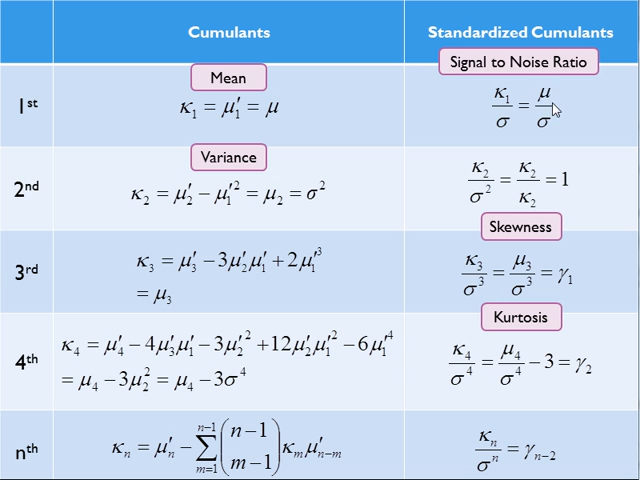 Cumulants
Standardized Cumulants
1st
Mean
κ₁ = μ′₁ = μ
Signal to Noise Ratio
κ₁/σ = μ/σ
2nd
Variance
κ₂ = μ′₂ − μ′₁² = μ₂ = σ²
κ₂/σ² = κ₂/κ₂ = 1
3rd
κ₃ = μ′₃ − 3μ′₂μ′₁ + 2μ′₁³
= μ₃
Skewness
κ₃/σ³ = μ₃/σ³ = γ₁
4th
κ₄ = μ′₄ − 4μ′₃μ′₁ − 3μ′₂² + 12μ′₂μ′₁² − 6μ′₁⁴
= μ₄ − 3μ₂² = μ₄ − 3σ⁴
Kurtosis
κ₄/σ⁴ = μ₄/σ⁴ − 3 = γ₂
nth
κₙ = μ′ₙ − ∑_{m=1}^{n−1} (n−1 m−1) κₘμ′ₙ₋ₘ
κₙ/σⁿ = γₙ₋₂